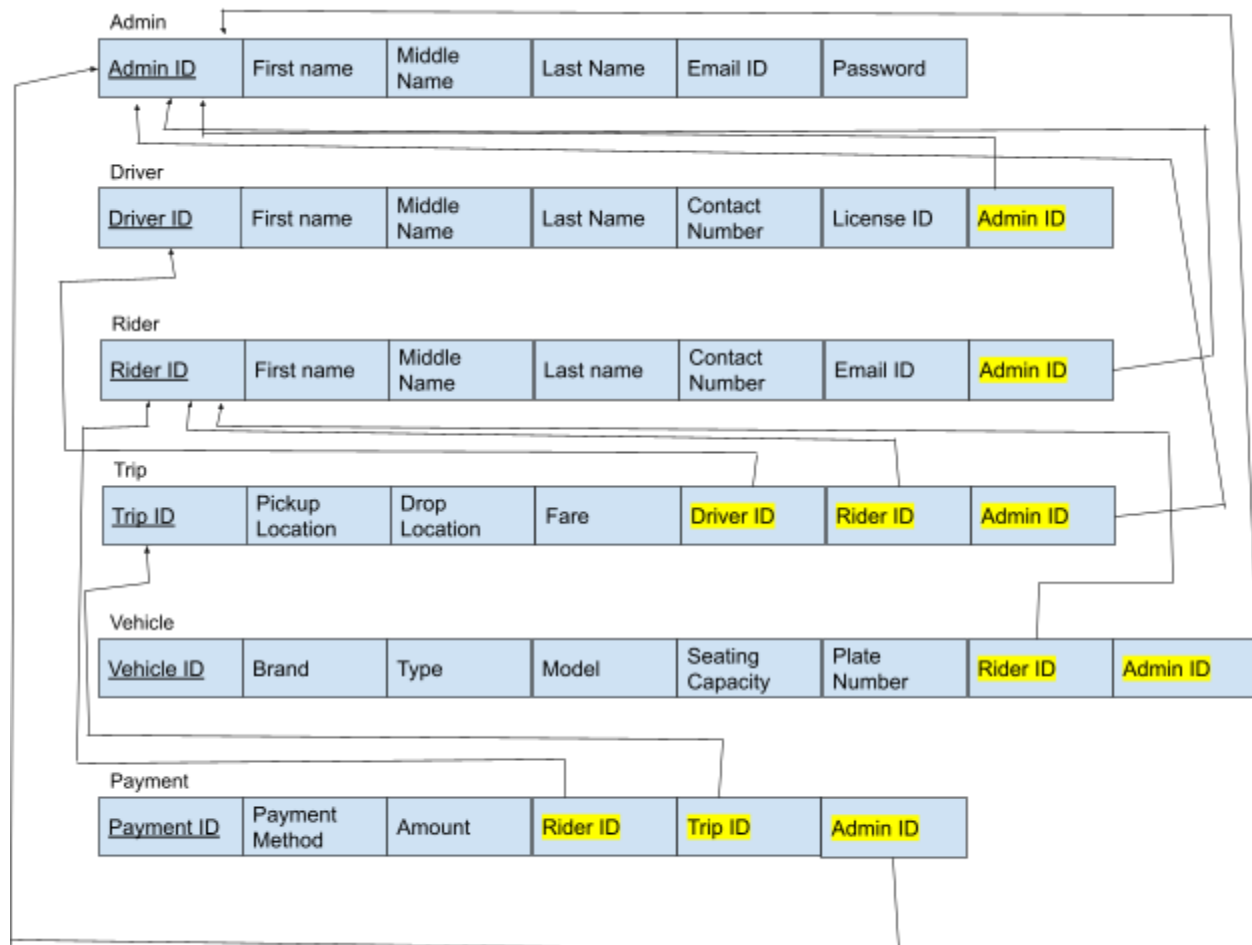 Admin
Admin ID First name Middle Name Last Name Email ID Password
Driver
Driver ID First name Middle Name Last Name Contact Number License ID Admin ID
Rider
Rider ID First name Middle Name Last name Contact Number Email ID Admin ID
Trip
Trip ID Pickup Location Drop Location Fare Driver ID Rider ID Admin ID
Vehicle
Vehicle ID Brand Type Model Seating Capacity Plate Number Rider ID Admin ID
Payment
Payment ID Payment Method Amount Rider ID Trip ID Admin ID